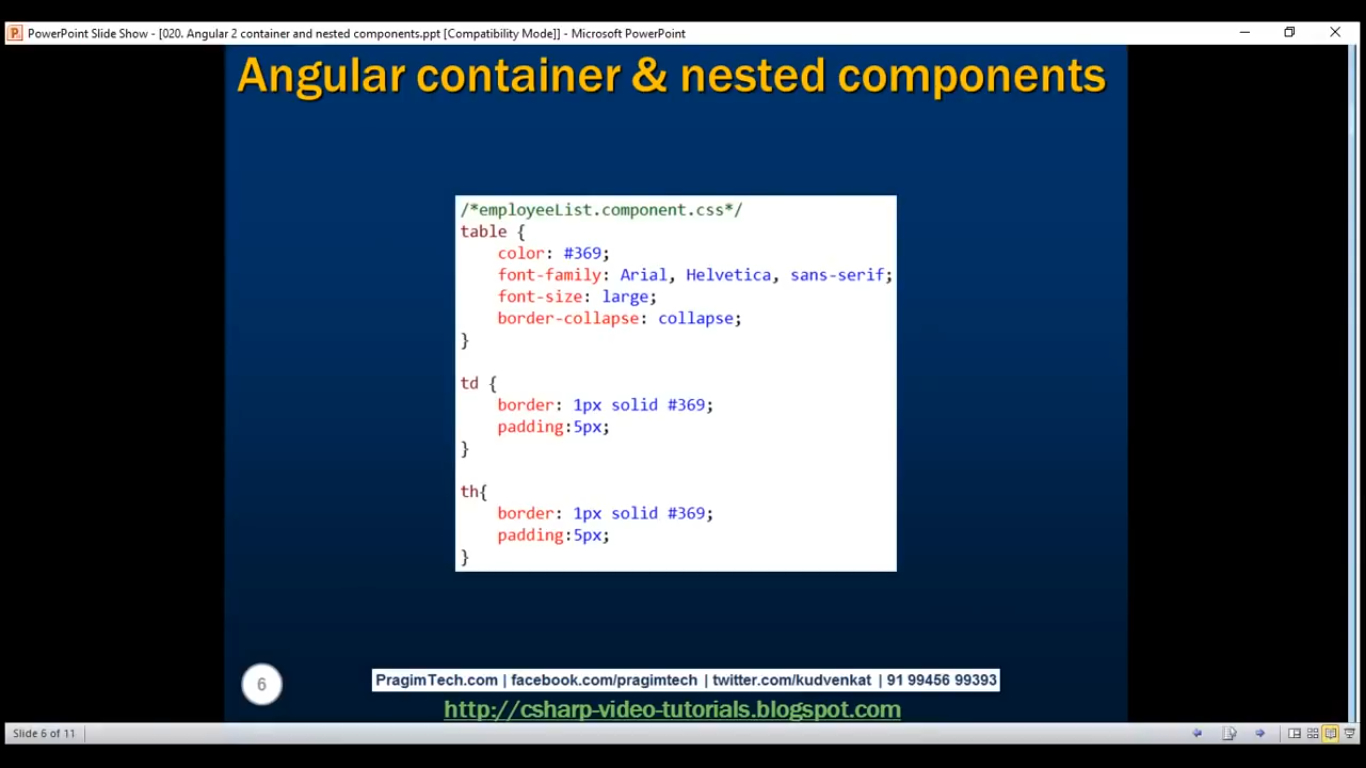 PowerPoint Slide Show - [020. Angular 2 container and nested components.ppt [Compatibility Mode]] - Microsoft PowerPoint
Angular container & nested components
/*employeeList.component.css*/
table {
    color: #369;
    font-family: Arial, Helvetica, sans-serif;
    font-size: large;
    border-collapse: collapse;
}
td {
    border: 1px solid #369;
    padding:5px;
}
th{
    border: 1px solid #369;
    padding:5px;
}
6
PragimTech.com | facebook.com/pragimtech | twitter.com/kudvenkat | 91 99456 99393
http://csharp-video-tutorials.blogspot.com
Slide 6 of 11